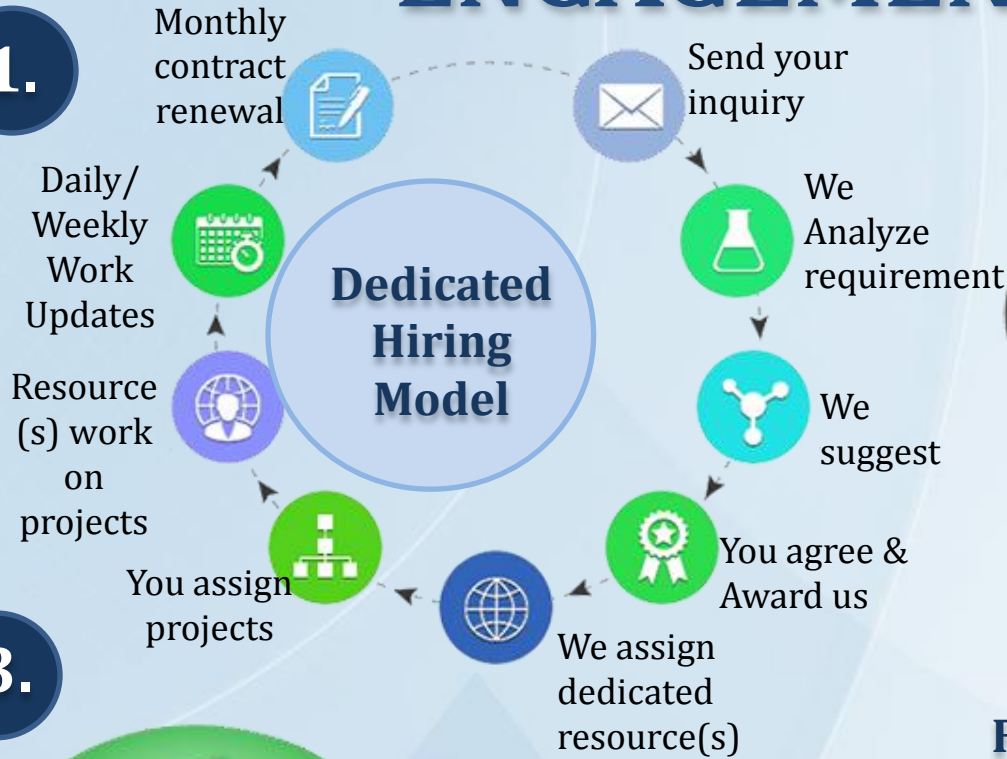 1.
Monthly
contract
renewal
Send your
inquiry
We
Analyze
requirement
We
suggest
You agree &
Award us
We assign
dedicated
resource(s)
You assign
projects
Resource
(s) work
on
projects
Daily/
Weekly
Work
Updates
Dedicated
Hiring
Model
3.